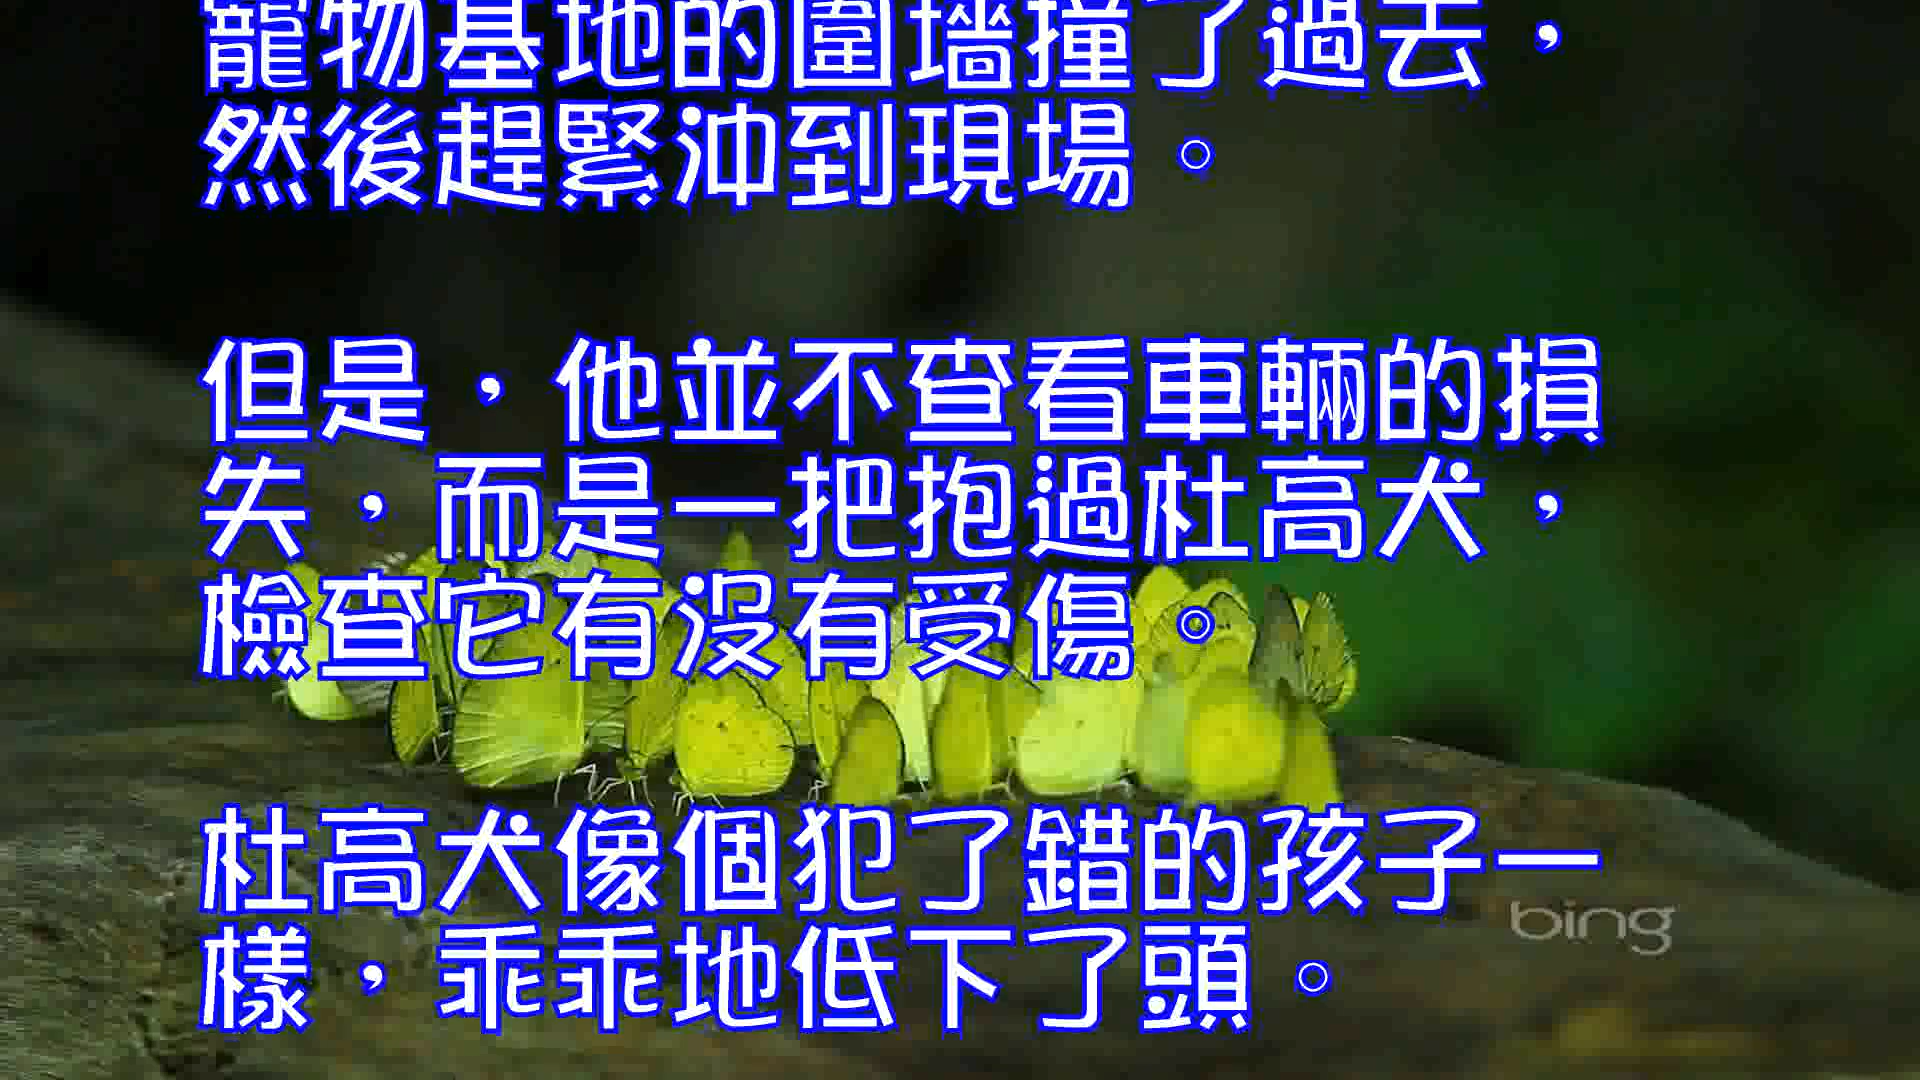 寵物基地的圍墻撞了過去，
然後趕緊沖到現場。
但是，他並不查看車輛的損
失，而是一把抱過杜高犬，
檢查它有沒有受傷。
杜高犬像個犯了錯的孩子一
樣，乖乖地低下了頭。
bing